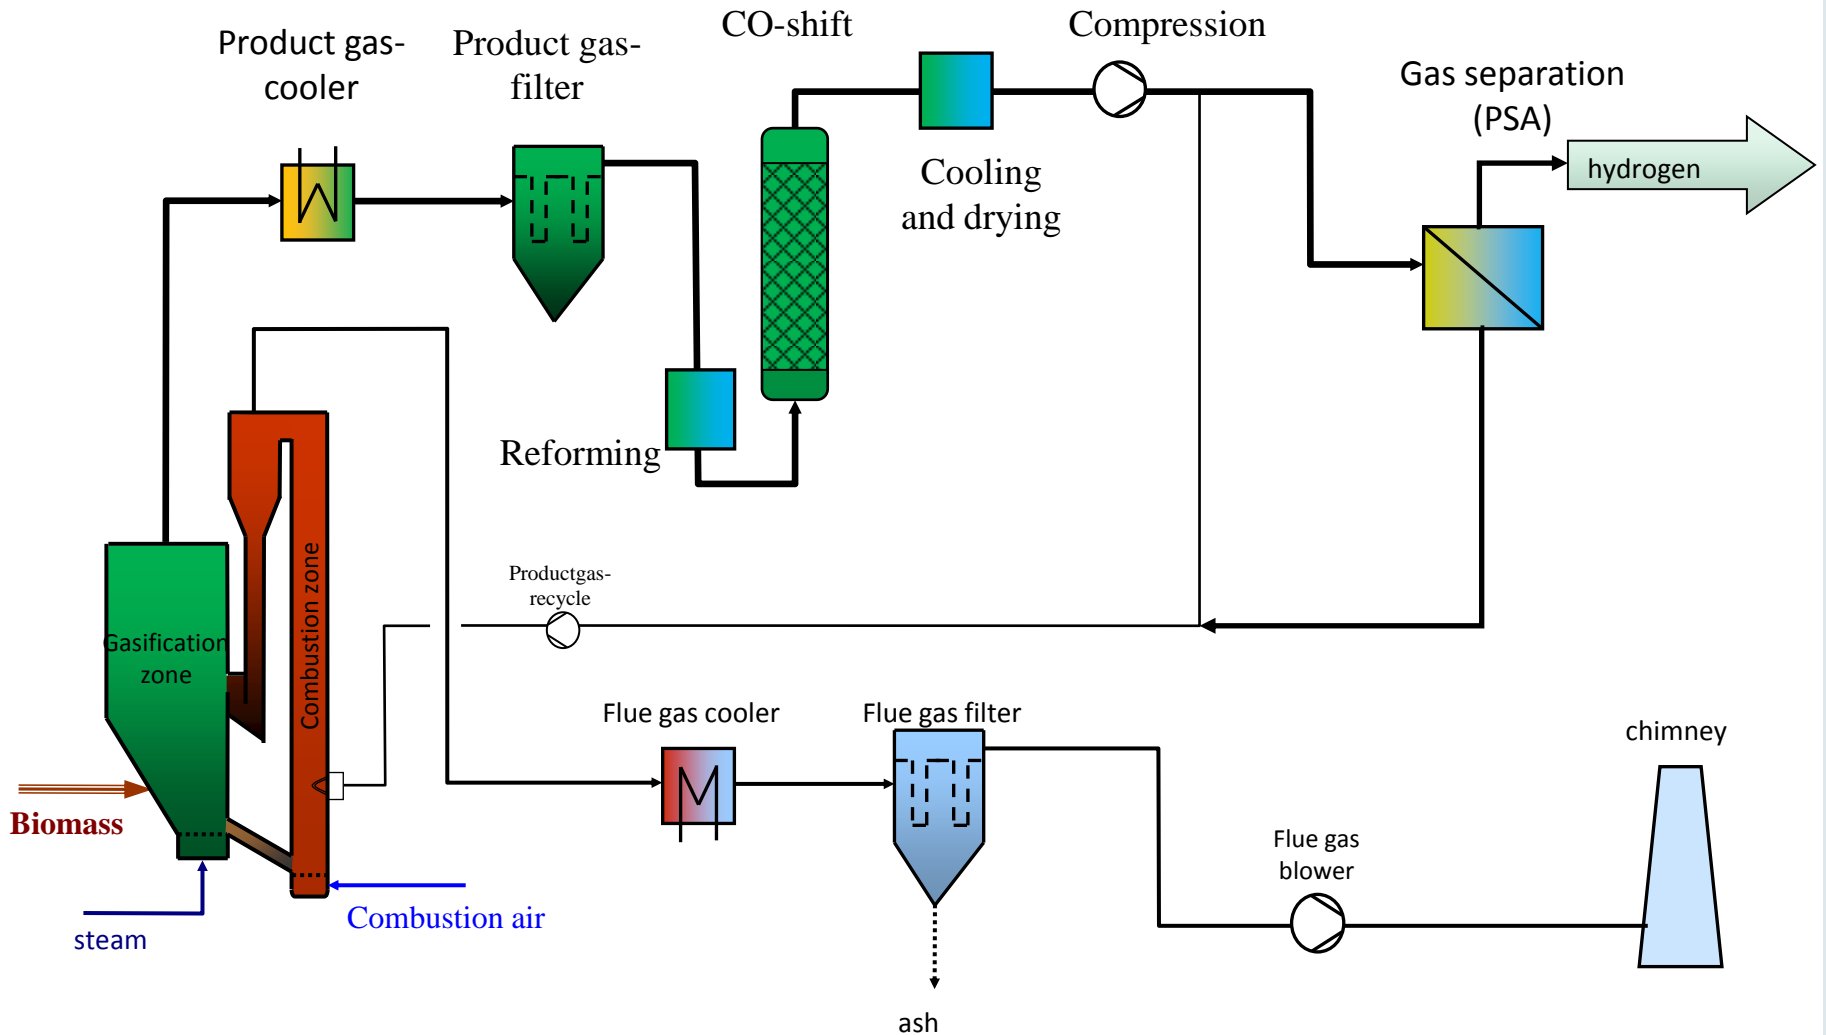 CO-shift
Compression
Product gas-
cooler
Product gas-
filter
Gas separation
(PSA)
hydrogen
Cooling
and drying
Reforming
Gasification
zone
Combustion zone
Productgas-
recycle
Flue gas cooler
Flue gas filter
chimney
Biomass
Flue gas
blower
steam
Combustion air
ash